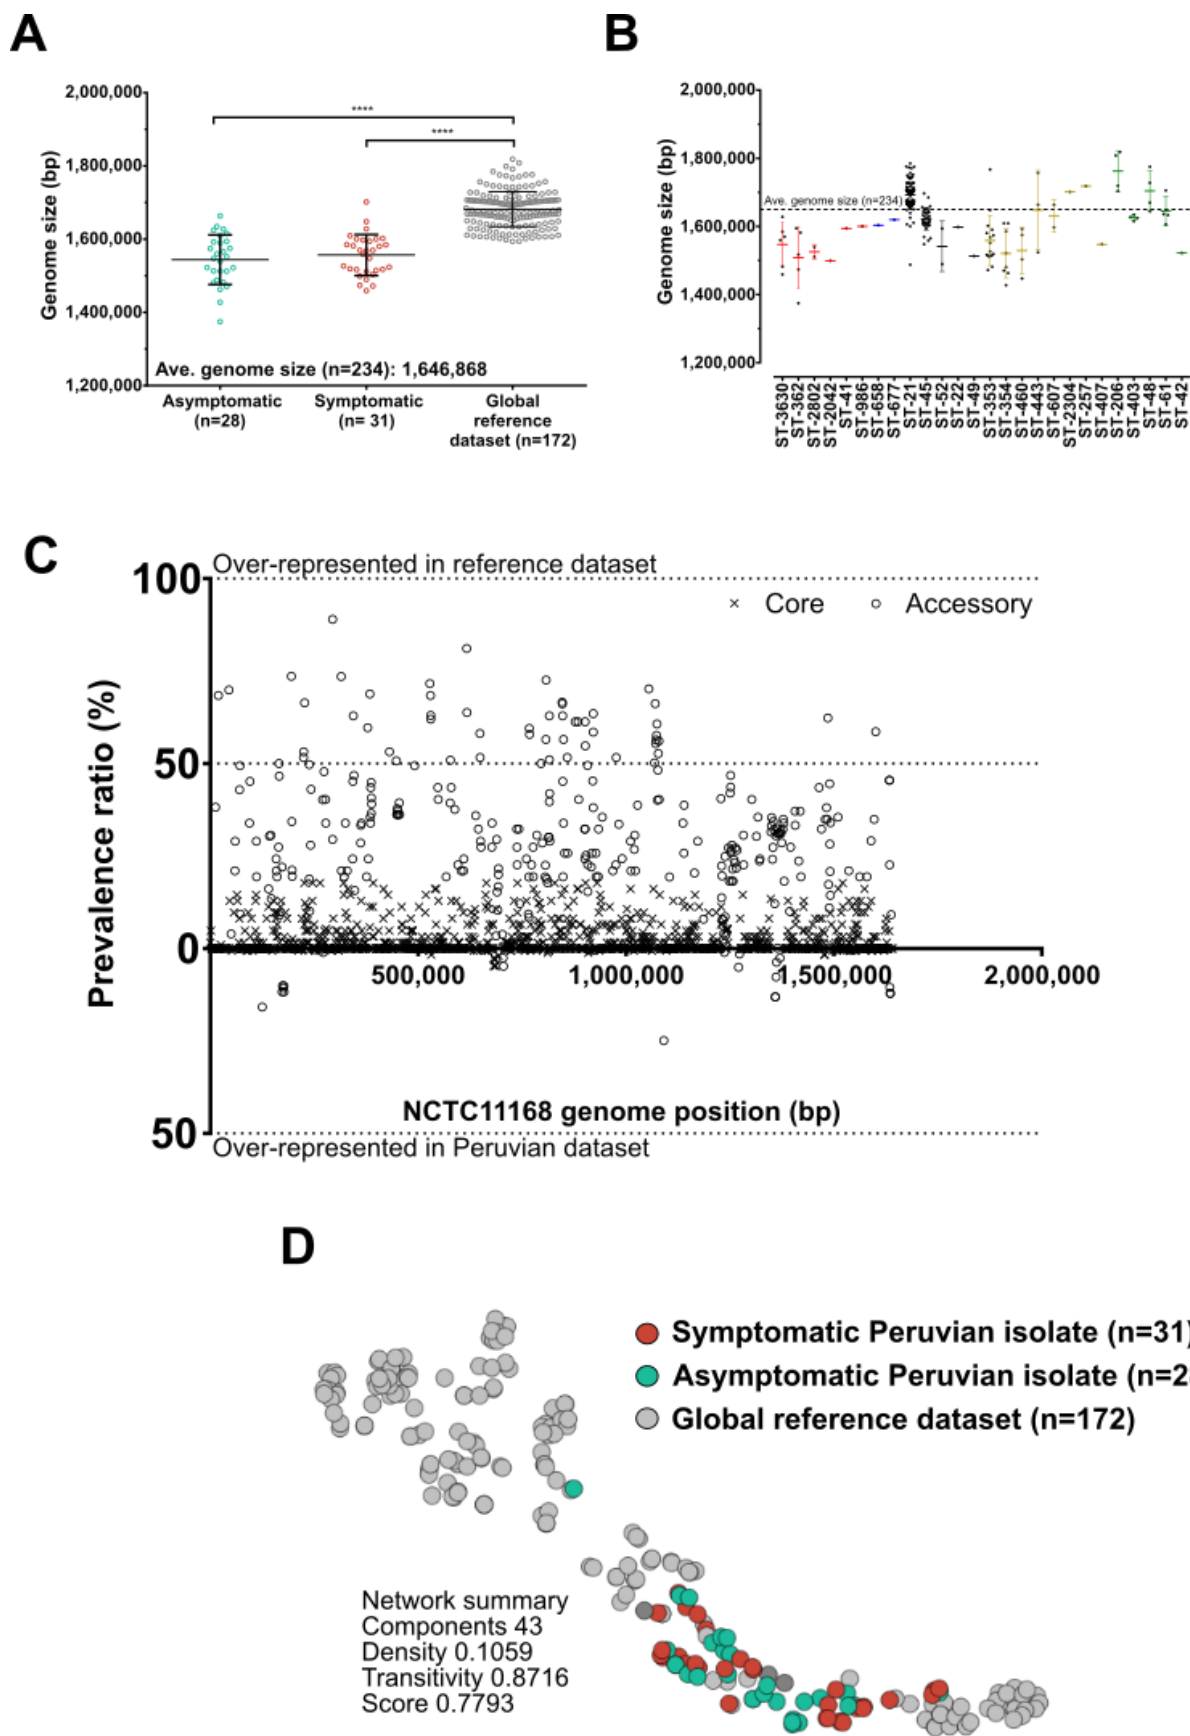 A
B
2,000,000
1,800,000
1,600,000
1,400,000
1,200,000
Genome size (bp)
****
****
Ave. genome size (n=234): 1,646,868
Asymptomatic
(n=28)
Symptomatic
(n= 31)
Global
reference
dataset (n=172)
2,000,000
1,800,000
1,600,000
1,400,000
1,200,000
Genome size (bp)
Ave. genome size (n=234)
ST-3630
ST-362
ST-2802
ST-2042
ST-41
ST-986
ST-658
ST-677
ST-21
ST-45
ST-52
ST-22
ST-49
ST-353
ST-354
ST-460
ST-443
ST-607
ST-2304
ST-257
ST-407
ST-206
ST-403
ST-48
ST-61
ST-42
C
Over-represented in reference dataset
100
× Core ○ Accessory
50
0
50
Prevalence ratio (%)
500,000 1,000,000 1,500,000 2,000,000
NCTC11168 genome position (bp)
Over-represented in Peruvian dataset
D
Symptomatic Peruvian isolate (n=31)
Asymptomatic Peruvian isolate (n=2
Global reference dataset (n=172)
Network summary
Components 43
Density 0.1059
Transitivity 0.8716
Score 0.7793